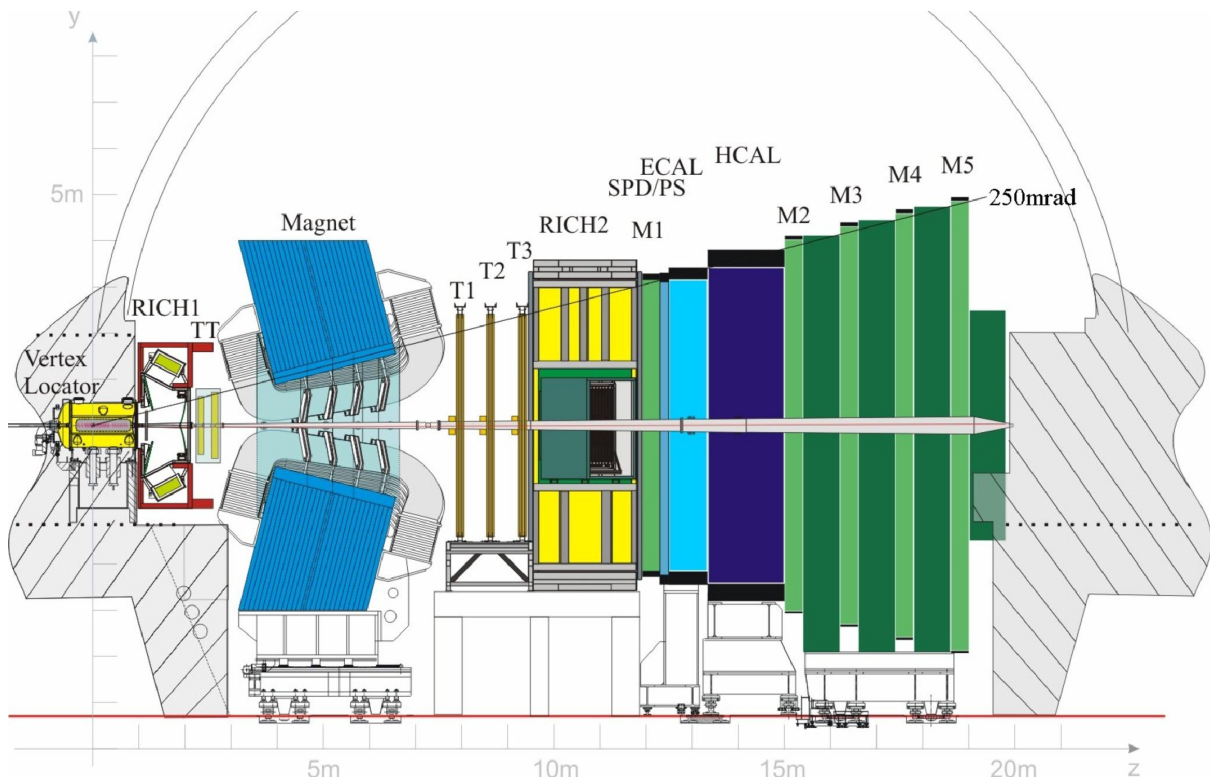 y
HCAL
ECAL
SPD/PS
M5
M4
M3
M2
5m
250mrad
Magnet
RICH2
M1
T3
T2
T1
RICH1
TT
Vertex
Locator
5m
10m
15m
20m
z